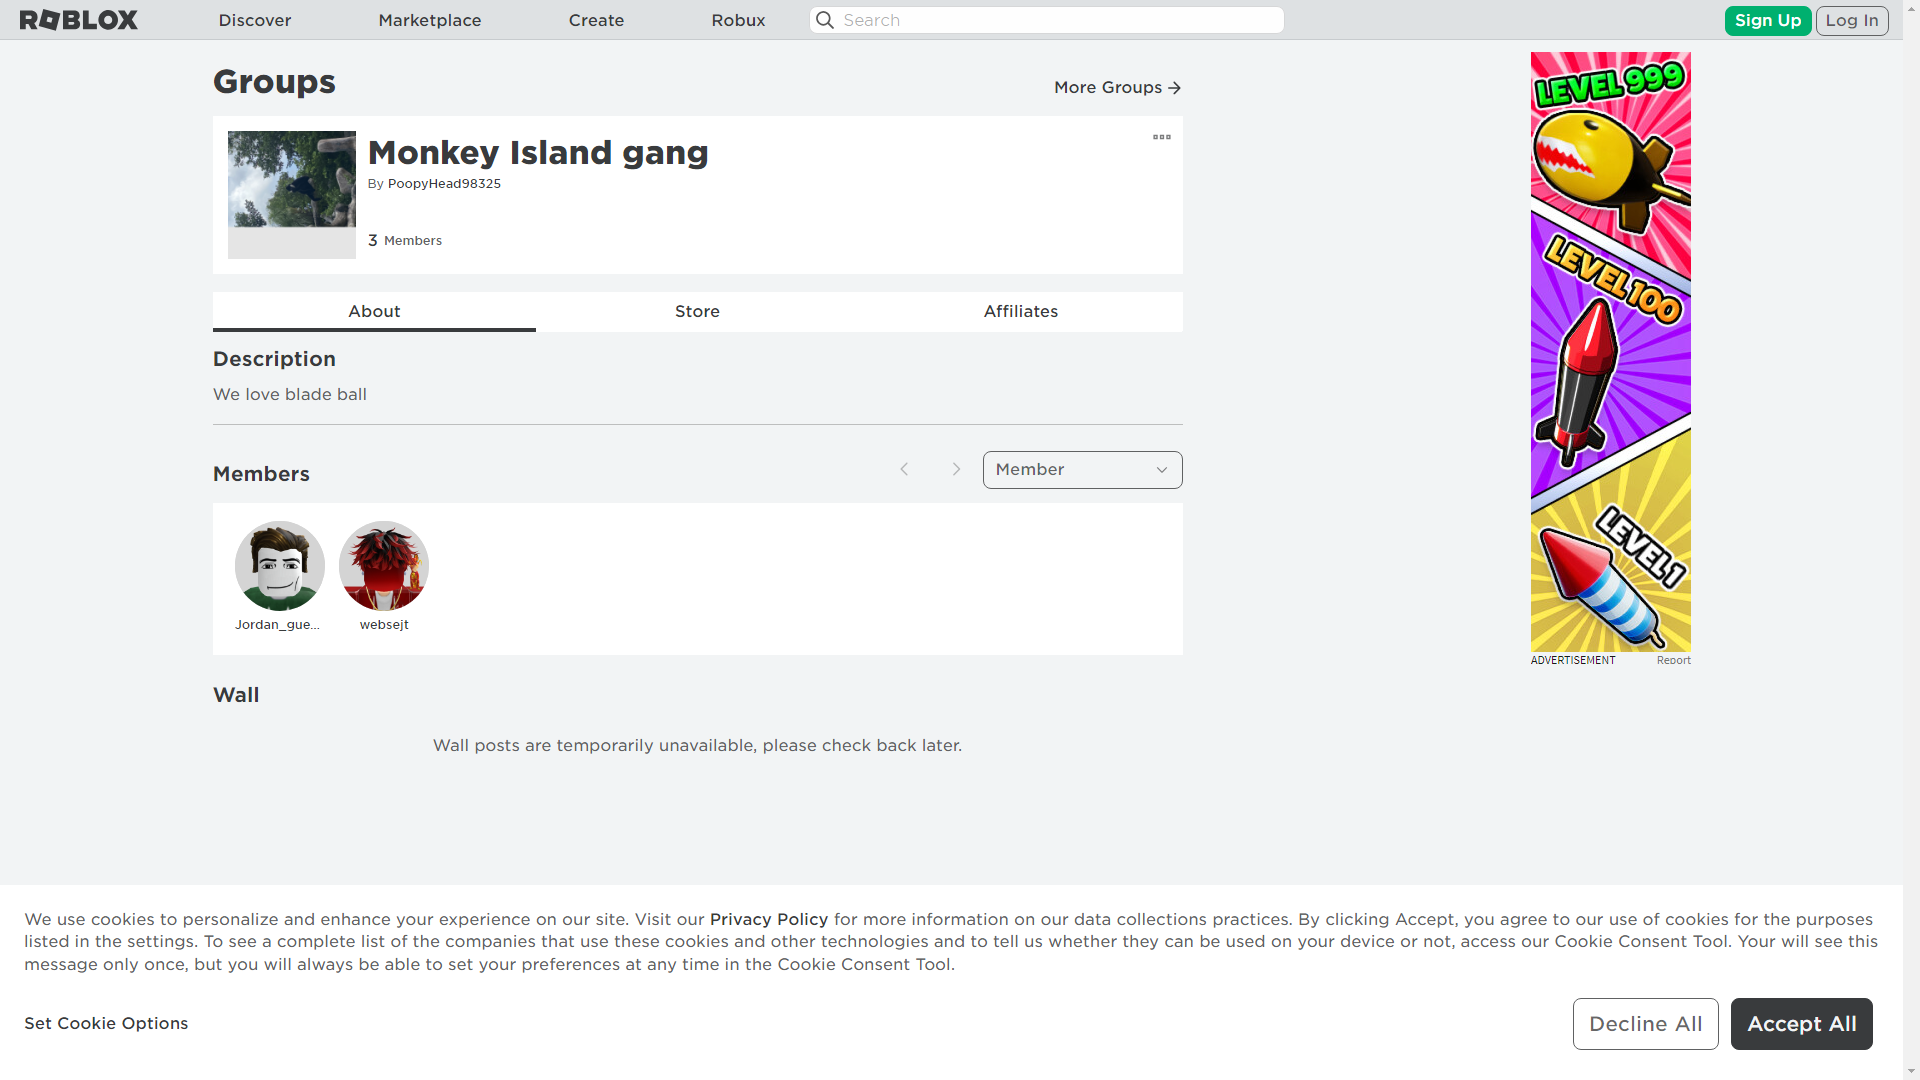 ROBLOX
Discover
Marketplace
Create
Robux
Search
Sign Up
Log In
Groups
More Groups
Monkey Island gang
By PoopyHead98325
3 Members
About
Store
Affiliates
Description
We love blade ball
Members
Member
Jordan_gue...
websejt
Wall
Wall posts are temporarily unavailable, please check back later.
LEVEL 999
LEVEL 100
LEVEL 1
ADVERTISEMENT
Report
We use cookies to personalize and enhance your experience on our site. Visit our Privacy Policy for more information on our data collections practices. By clicking Accept, you agree to our use of cookies for the purposes
listed in the settings. To see a complete list of the companies that use these cookies and other technologies and to tell us whether they can be used on your device or not, access our Cookie Consent Tool. Your will see this
message only once, but you will always be able to set your preferences at any time in the Cookie Consent Tool.
Set Cookie Options
Decline All
Accept All